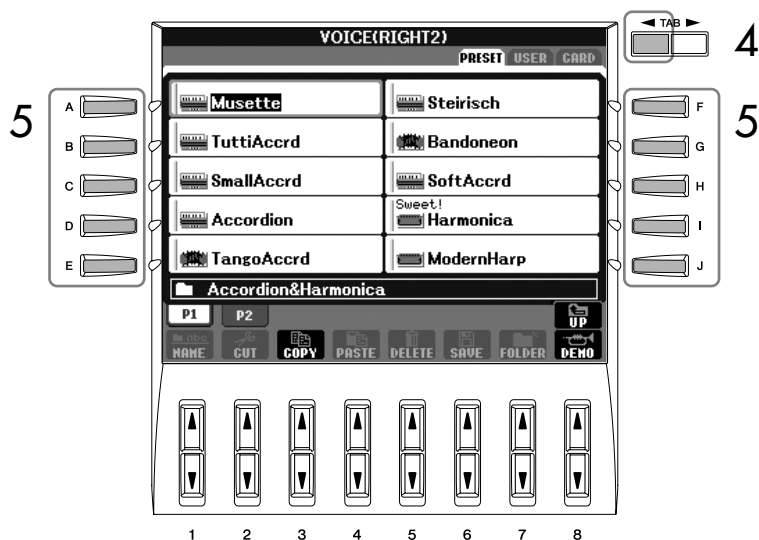 VOICE(RIGHT2)
◄ TAB ►
4
PRESET USER CARD
5
5
A
Musette
Steirisch
F
B
TuttiAccrd
Bandoneon
G
C
SmallAccrd
SoftAccrd
H
D
Accordion
Sweet!
Harmonica
I
E
TangoAccrd
ModernHarp
J
Accordion&Harmonica
P1 P2
UP
abc
NAME CUT COPY PASTE DELETE SAVE FOLDER DEMO
1 2 3 4 5 6 7 8